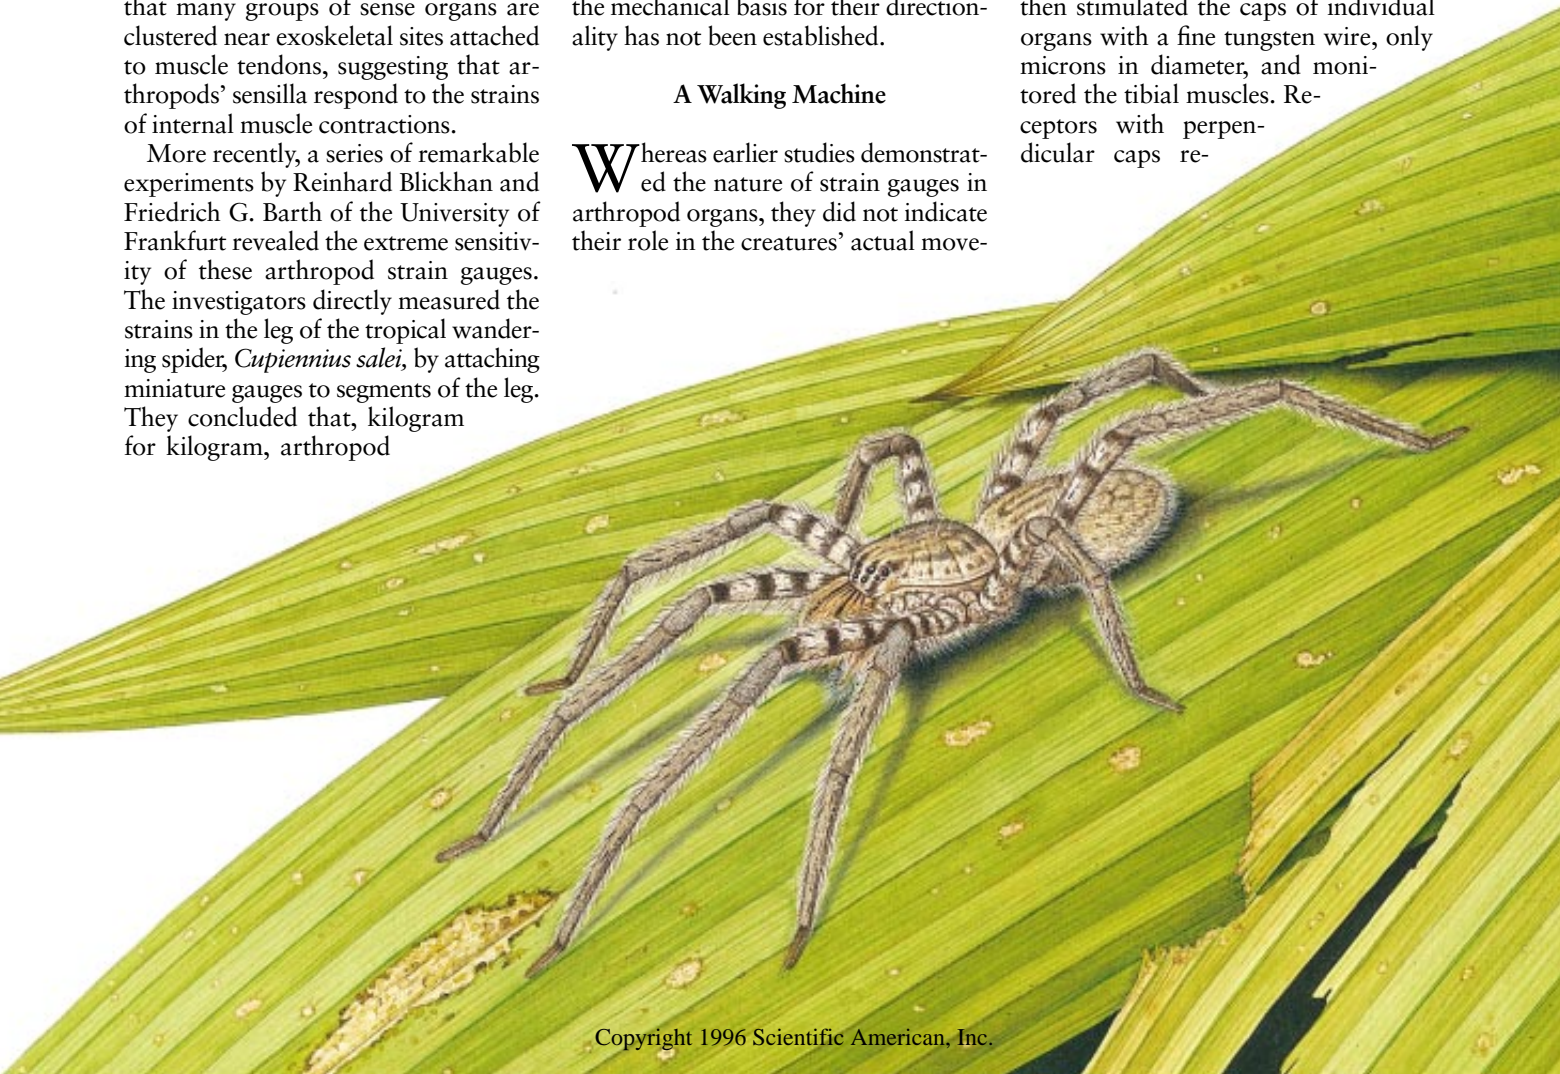 that many groups of sense organs are
clustered near exoskeletal sites attached
to muscle tendons, suggesting that ar-
thropods’ sensilla respond to the strains
of internal muscle contractions.
More recently, a series of remarkable
experiments by Reinhard Blickhan and
Friedrich G. Barth of the University of
Frankfurt revealed the extreme sensitiv-
ity of these arthropod strain gauges.
The investigators directly measured the
strains in the leg of the tropical wander-
ing spider, Cupiennius salei, by attaching
miniature gauges to segments of the leg.
They concluded that, kilogram
for kilogram, arthropod
the mechanical basis for their direction-
ality has not been established.
A Walking Machine
Whereas earlier studies demonstrat-
ed the nature of strain gauges in
arthropod organs, they did not indicate
their role in the creatures’ actual move-
then stimulated the caps of individual
organs with a fine tungsten wire, only
microns in diameter, and moni-
tored the tibial muscles. Re-
ceptors with perpen-
dicular caps re-
Copyright 1996 Scientific American, Inc.